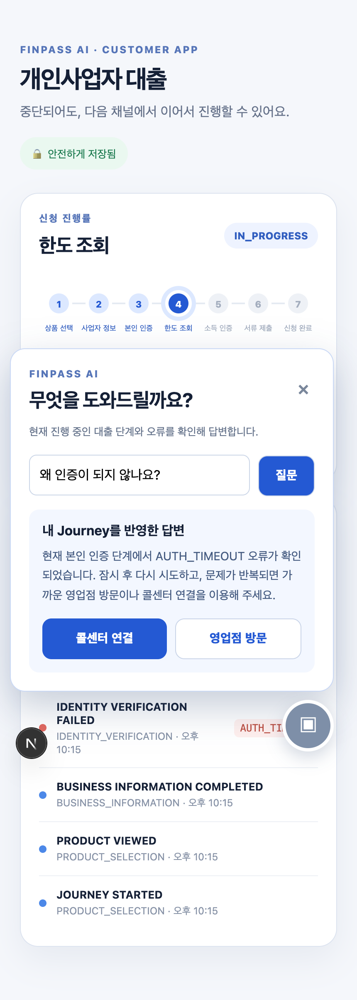 FINPASS AI · CUSTOMER APP
개인사업자 대출
중단되어도, 다음 채널에서 이어서 진행할 수 있어요.
안전하게 저장됨
신청 진행률
한도 조회
IN_PROGRESS
1 2 3 4 5 6 7
상품 선택 사업자 정보 본인 인증 한도 조회 소득 인증 서류 제출 신청 완료
FINPASS AI
무엇을 도와드릴까요?
×
현재 진행 중인 대출 단계와 오류를 확인해 답변합니다.
왜 인증이 되지 않나요?
질문
내 Journey를 반영한 답변
현재 본인 인증 단계에서 AUTH_TIMEOUT 오류가 확인
되었습니다. 잠시 후 다시 시도하고, 문제가 반복되면 가
까운 영업점 방문이나 콜센터 연결을 이용해 주세요.
콜센터 연결
영업점 방문
IDENTITY VERIFICATION
FAILED
IDENTITY_VERIFICATION · 오후
10:15
AUTH_TI
N
BUSINESS INFORMATION COMPLETED
BUSINESS_INFORMATION · 오후 10:15
PRODUCT VIEWED
PRODUCT_SELECTION · 오후 10:15
JOURNEY STARTED
PRODUCT_SELECTION · 오후 10:15